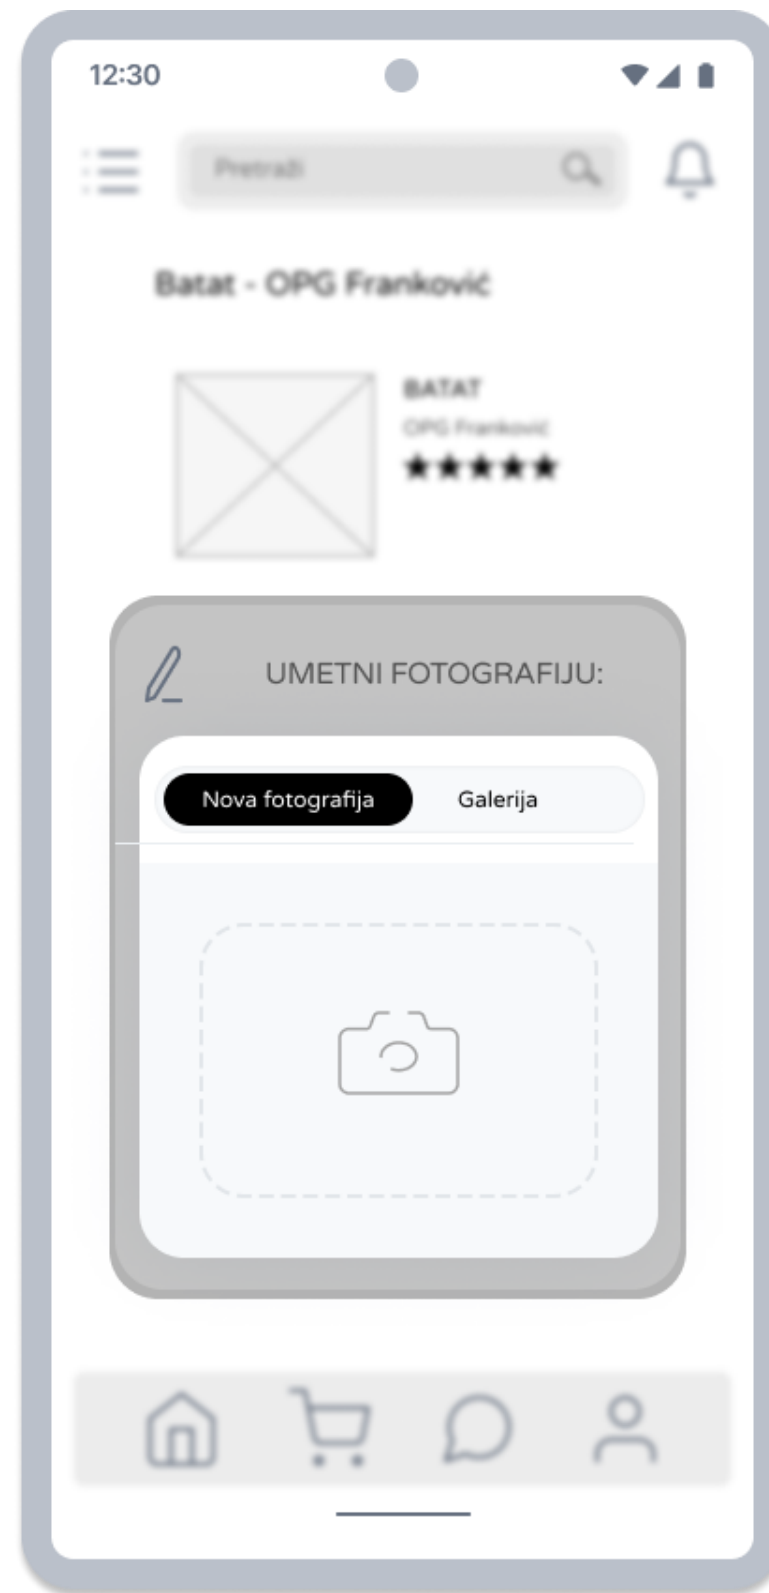 12:30
Pretraži
Batat - OPG Franković
BATAT
OPG Franković
UMETNI FOTOGRAFIJU:
Nova fotografija
Galerija